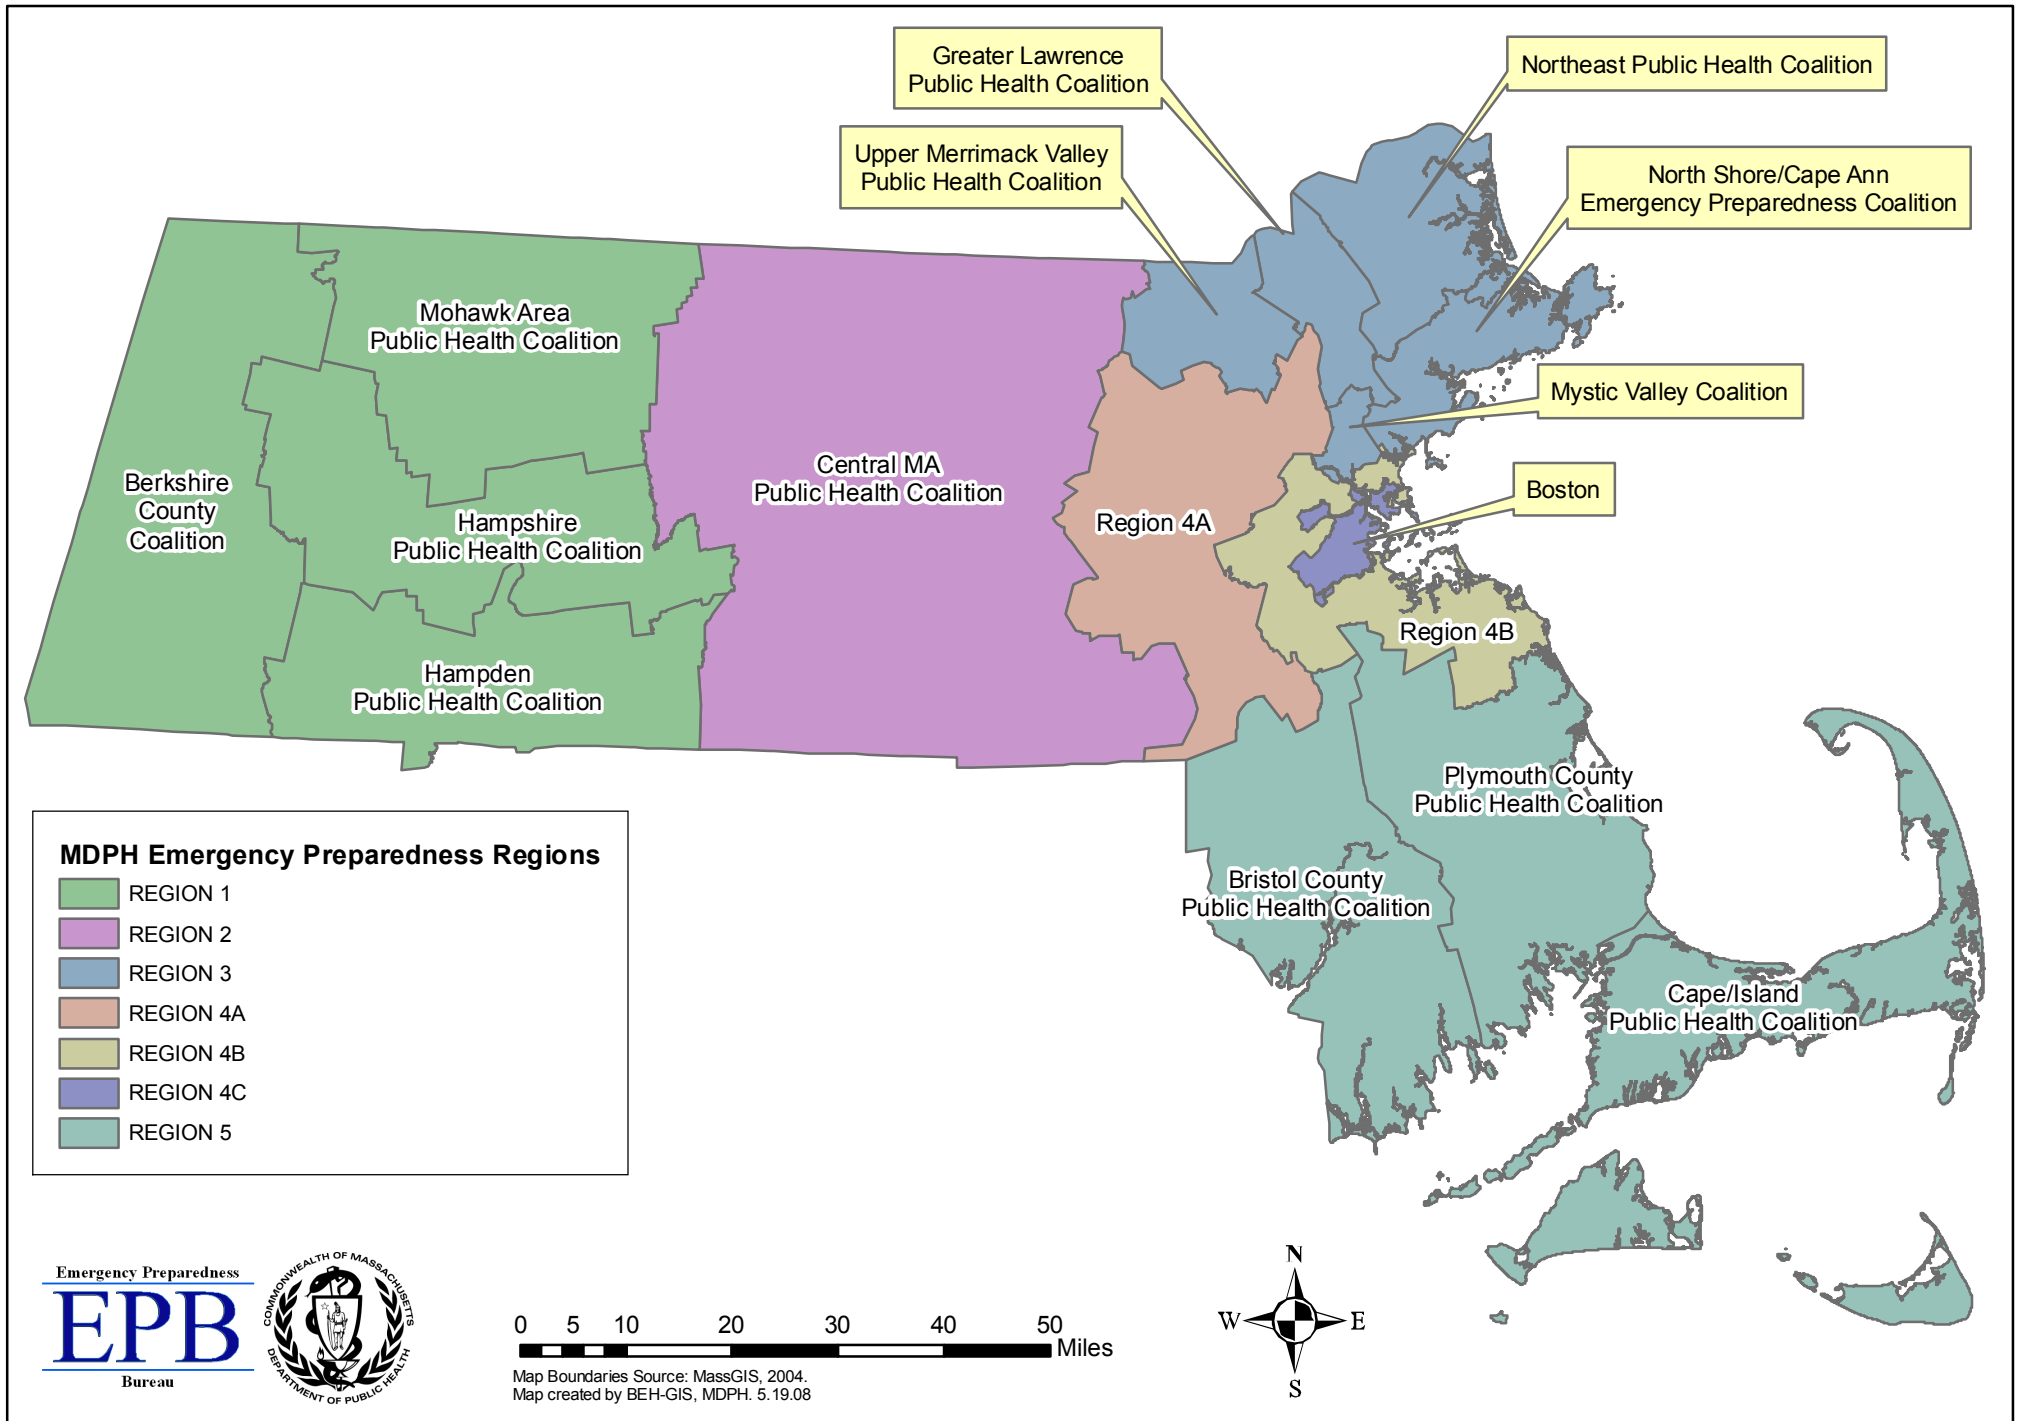 Greater Lawrence
Public Health Coalition
Northeast Public Health Coalition
Upper Merrimack Valley
Public Health Coalition
North Shore/Cape Ann
Emergency Preparedness Coalition
Mohawk Area
Public Health Coalition
Mystic Valley Coalition
Berkshire
County
Coalition
Central MA
Public Health Coalition
Boston
Hampshire
Public Health Coalition
Region 4A
Region 4B
Hampden
Public Health Coalition
Plymouth County
Public Health Coalition
Bristol County
Public Health Coalition
Cape/Island
Public Health Coalition
MDPH Emergency Preparedness Regions
REGION 1
REGION 2
REGION 3
REGION 4A
REGION 4B
REGION 4C
REGION 5
Emergency Preparedness
EPB
Bureau
COMMONWEALTH OF MASSACHUSETTS
DEPARTMENT OF PUBLIC HEALTH
0 5 10 20 30 40 50
Miles
Map Boundaries Source: MassGIS, 2004.
Map created by BEH-GIS, MDPH. 5.19.08
N
W E
S